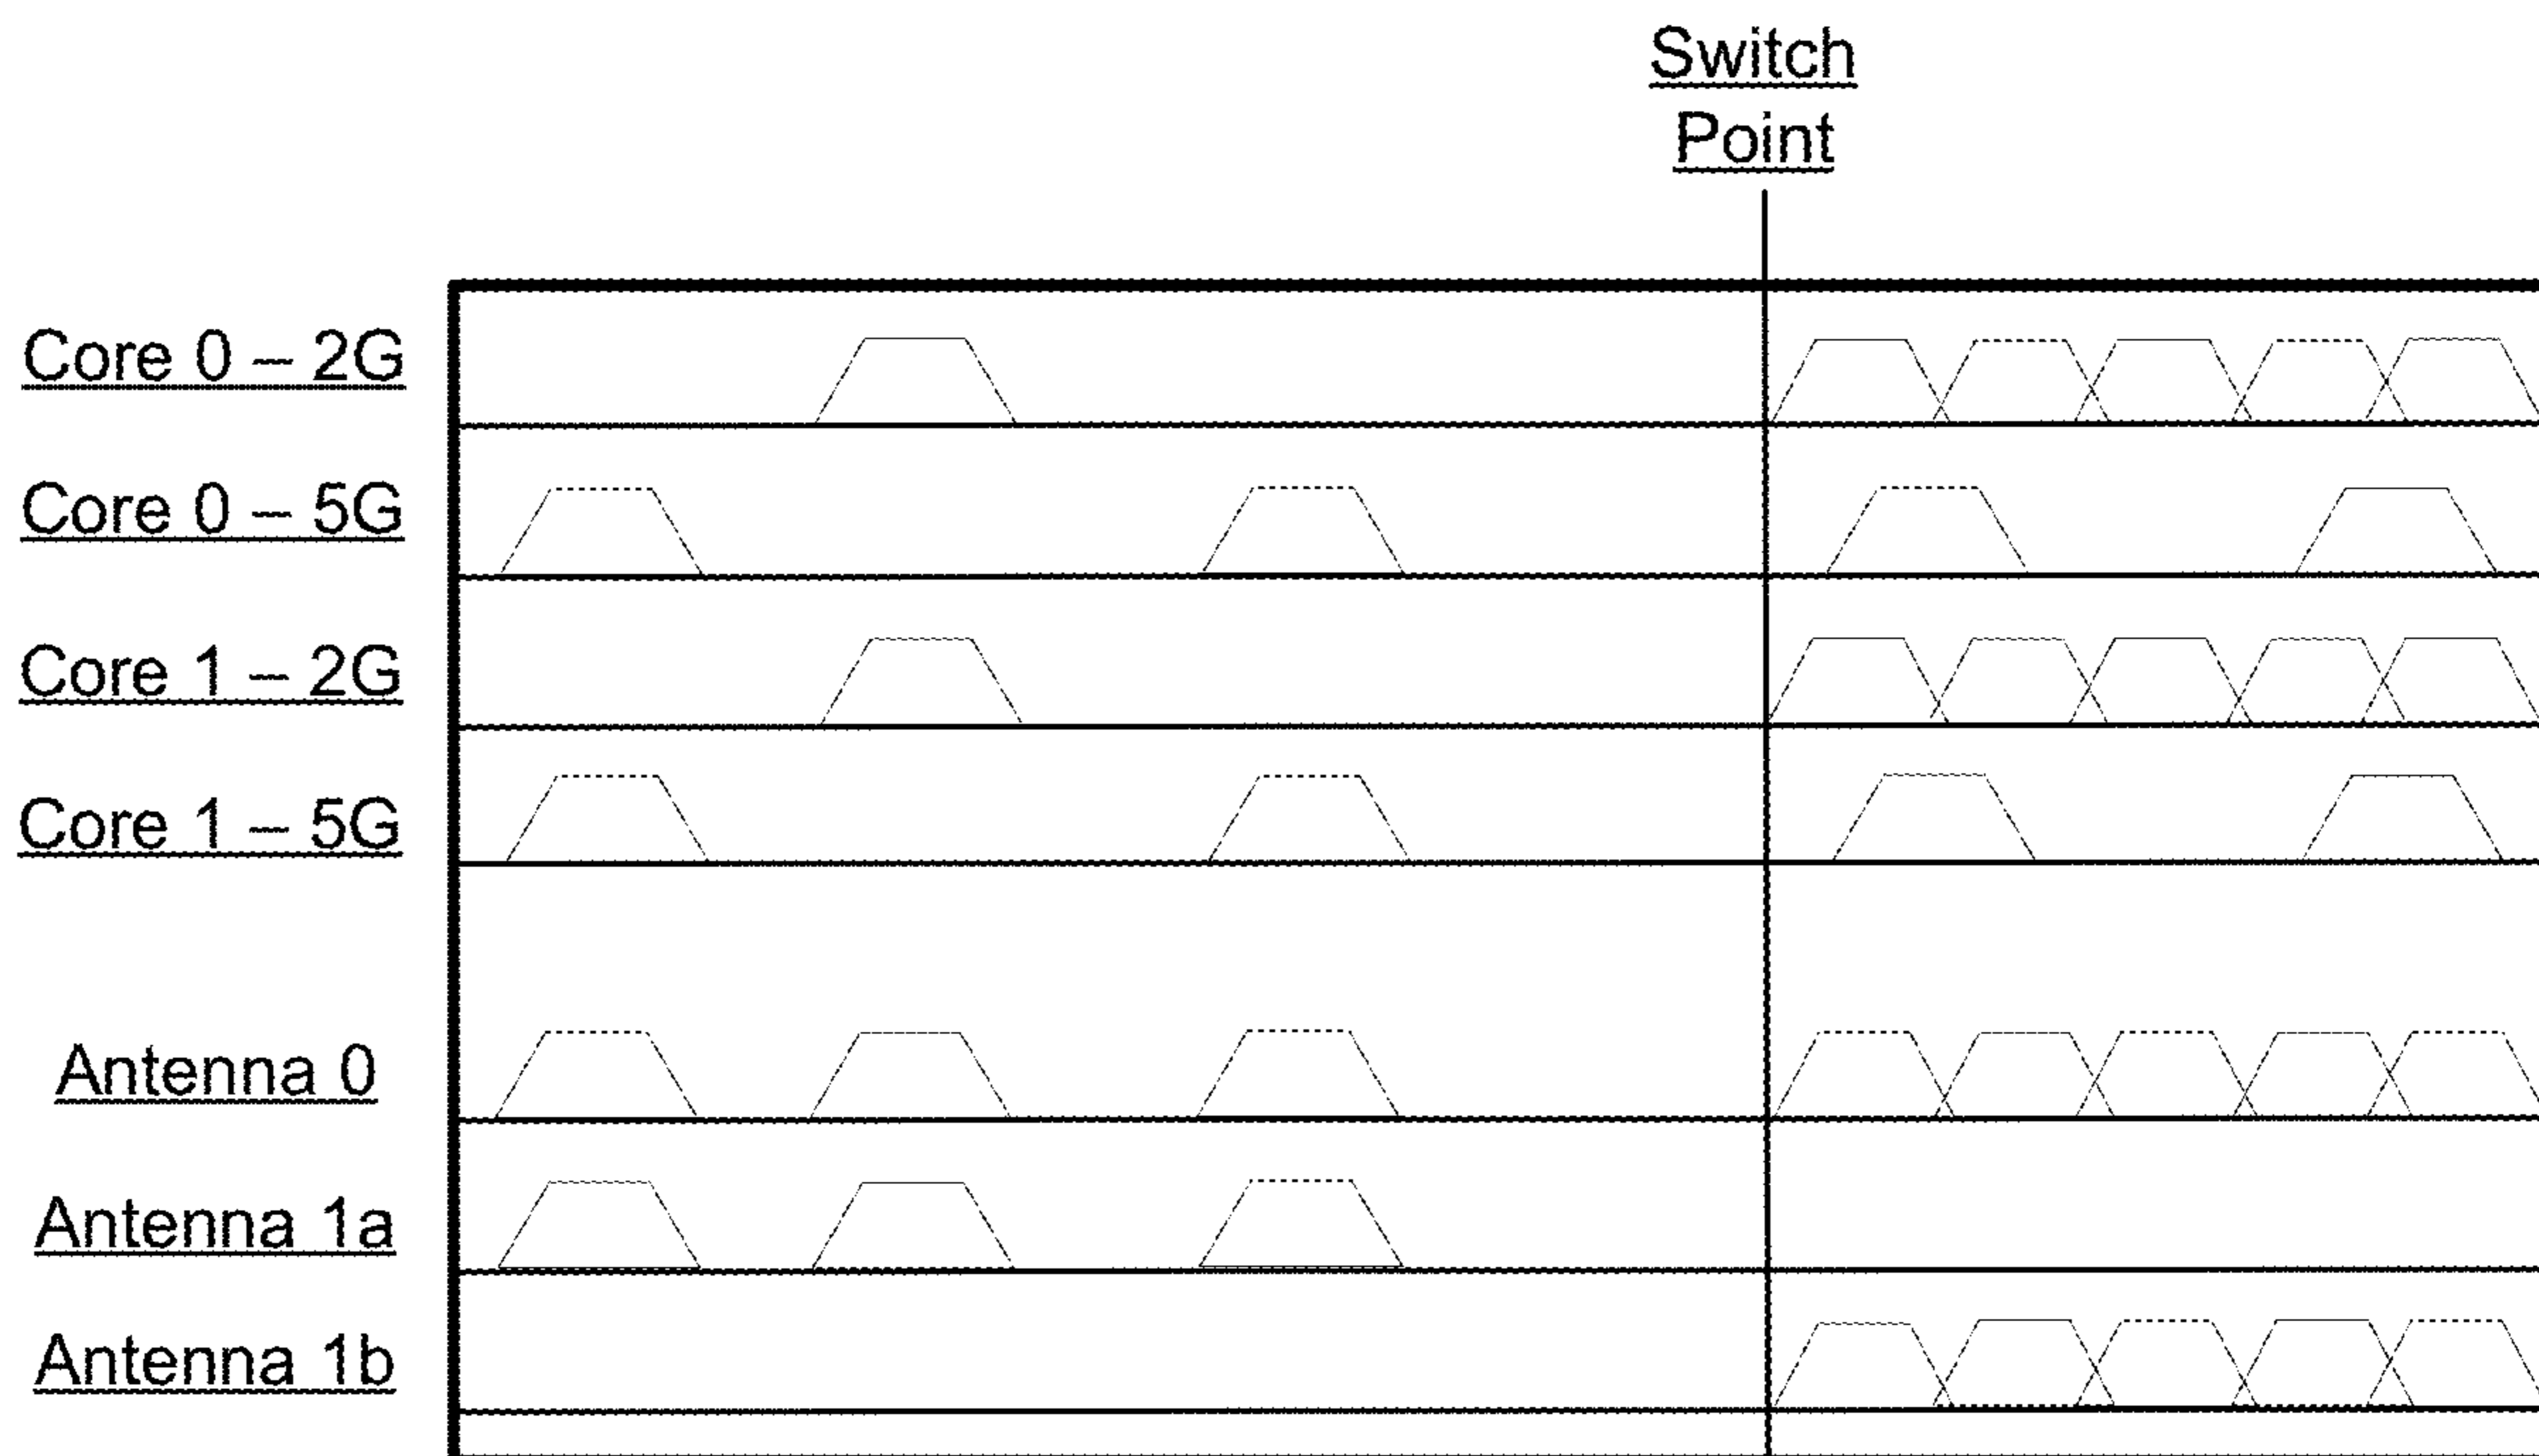 Switch
Point
Core 0 – 2G
Core 0 – 5G
Core 1 – 2G
Core 1 – 5G
Antenna 0
Antenna 1a
Antenna 1b